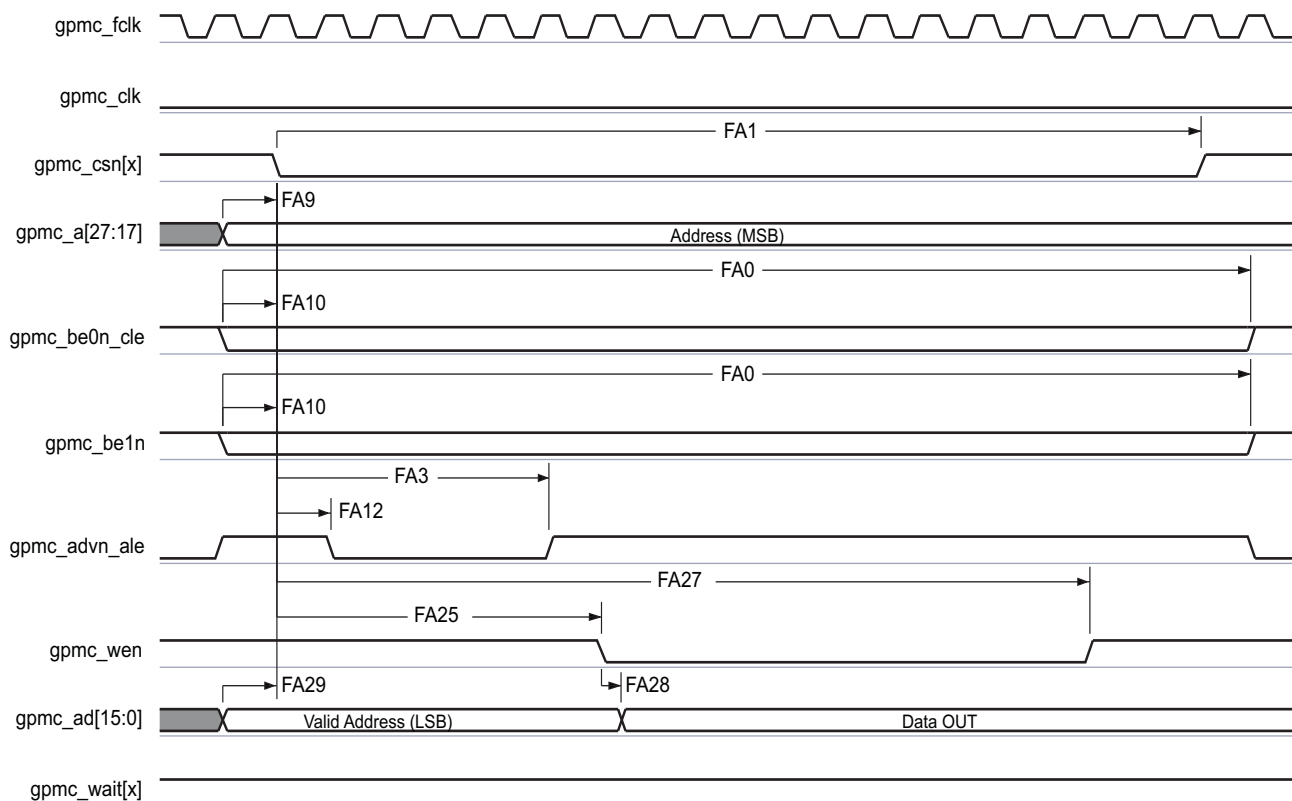 gpmc_fclk
gpmc_clk
FA1
gpmc_csn[x]
FA9
gpmc_a[27:17]
Address (MSB)
FA0
FA10
gpmc_be0n_cle
FA0
FA10
gpmc_be1n
FA3
FA12
gpmc_advn_ale
FA27
FA25
gpmc_wen
FA29
FA28
gpmc_ad[15:0]
Valid Address (LSB)
Data OUT
gpmc_wait[x]